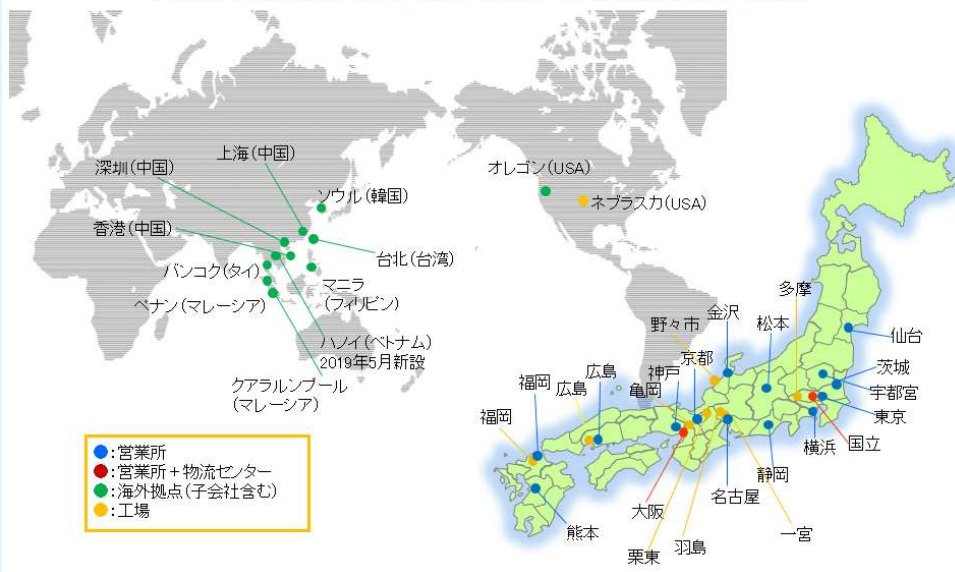 上海(中国)
深圳(中国)
オレゴン(USA)
ソウル(韓国)
ネブラスカ(USA)
香港(中国)
台北(台湾)
バンコク(タイ)
マニラ
(フィリピン)
ペナン(マレーシア)
多摩
金沢
野々市
松本
仙台
ハノイ(ベトナム)
2019年5月新設
京都
神戸
茨城
広島
福岡
広島
亀岡
クアラルンプール
(マレーシア)
宇都宮
福岡
東京
横浜
国立
●:営業所
●:営業所+物流センター
●:海外拠点(子会社含む)
●:工場
静岡
名古屋
大阪
熊本
一宮
羽島
栗東